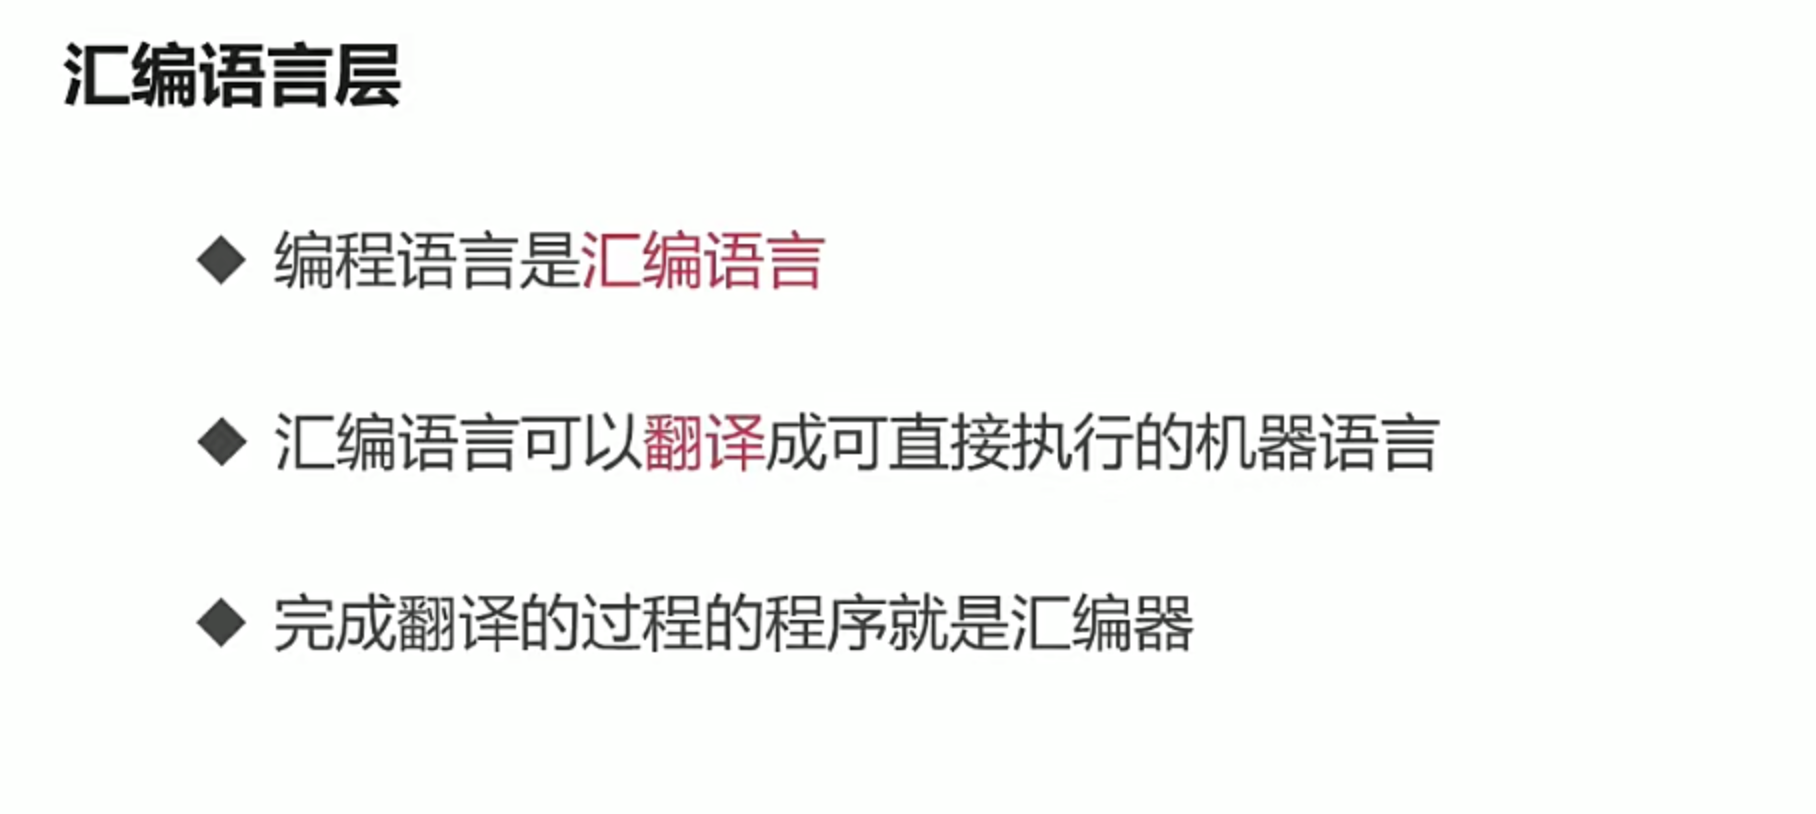 汇编语言层
◆ 编程语言是汇编语言
◆ 汇编语言可以翻译成可直接执行的机器语言
◆ 完成翻译的过程的程序就是汇编器